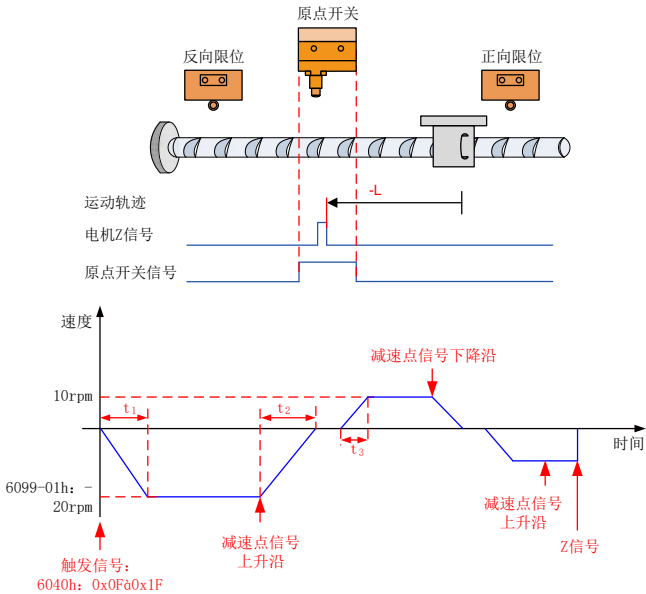 原点开关
反向限位
正向限位
运动轨迹
-L
电机Z信号
原点开关信号
速度
减速点信号下降沿
10rpm
t1
t2
t3
时间
6099-01h: -
20rpm
减速点信号
上升沿
减速点信号
上升沿
Z信号
触发信号:
6040h: 0x0Fà0x1F